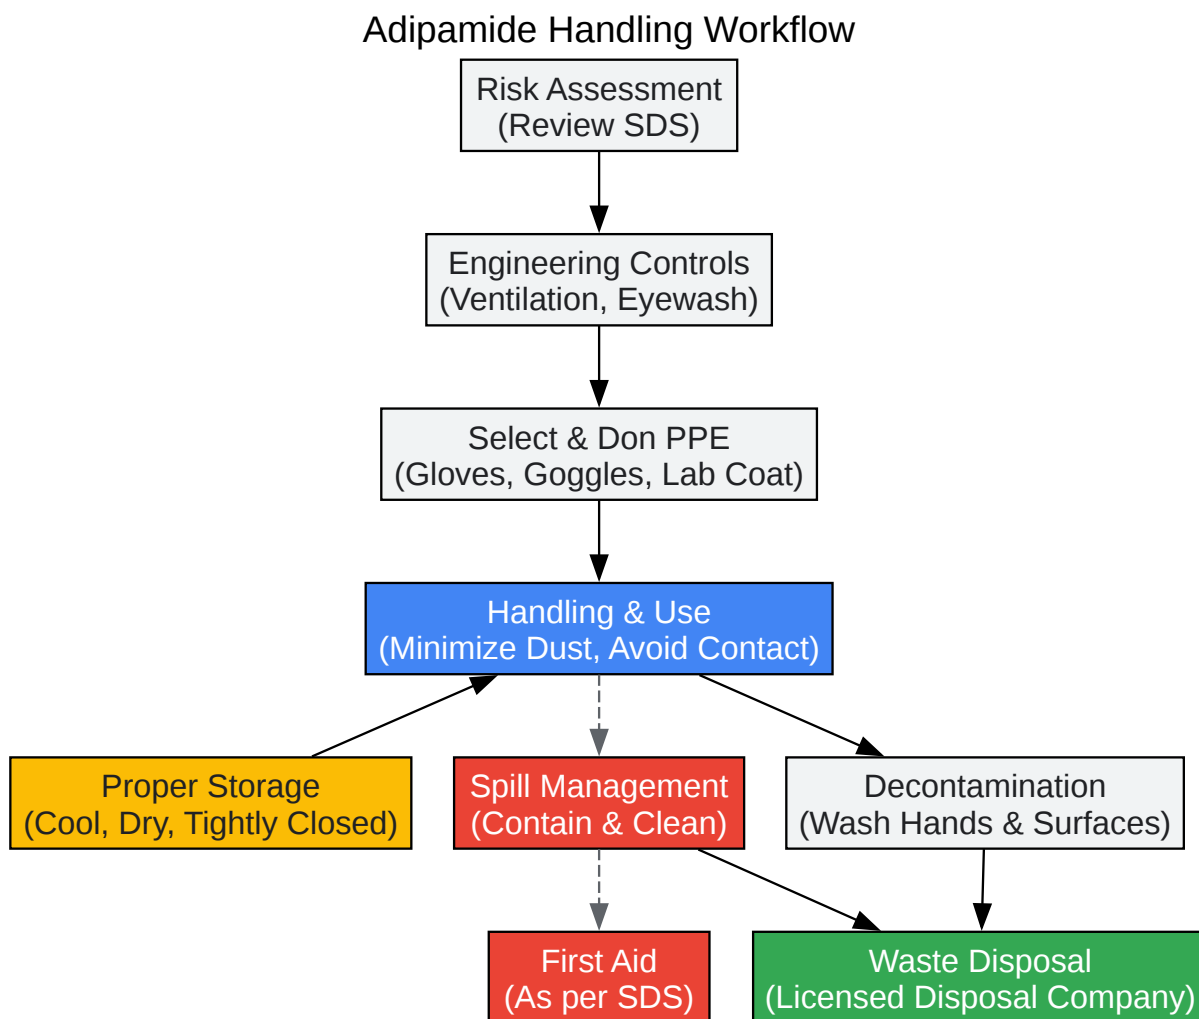 Adipamide Handling Workflow
Risk Assessment
(Review SDS)
Engineering Controls
(Ventilation, Eyewash)
Select & Don PPE
(Gloves, Goggles, Lab Coat)
Handling & Use
(Minimize Dust, Avoid Contact)
Proper Storage
(Cool, Dry, Tightly Closed)
Spill Management
(Contain & Clean)
Decontamination
(Wash Hands & Surfaces)
First Aid
(As per SDS)
Waste Disposal
(Licensed Disposal Company)